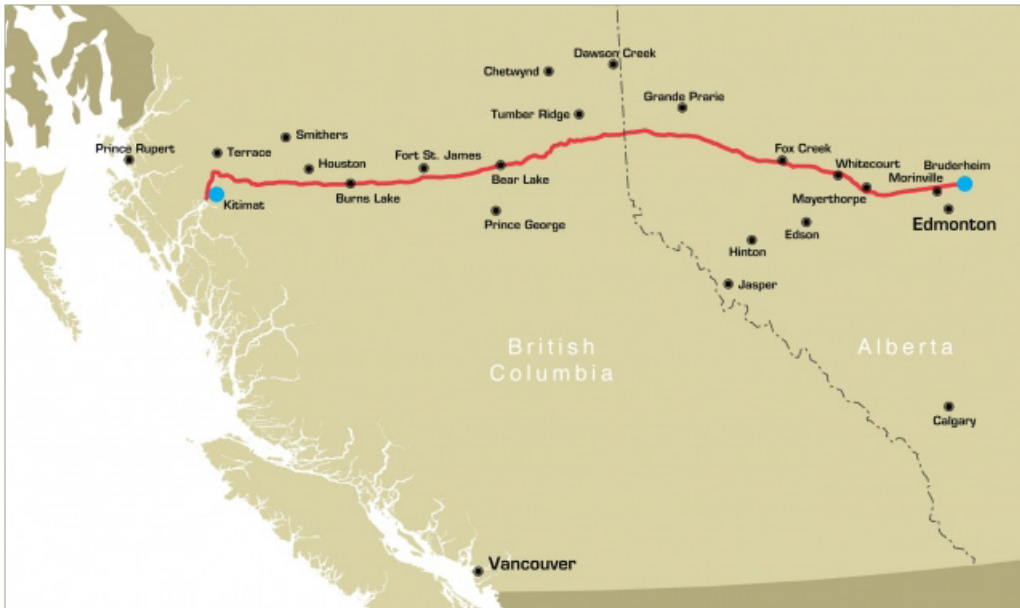 Dawson Creek
Chetwynd
Grande Prarie
Tumber Ridge
Smithers
Prince Rupert
Terrace
Houston
Fort St. James
Fox Creek
Whitecourt
Bruderheim
Morinville
Bear Lake
Kitimat
Burns Lake
Mayerthorpe
Prince George
Edmonton
Edson
Hinton
Jasper
British
Columbia
Alberta
Calgary
Vancouver